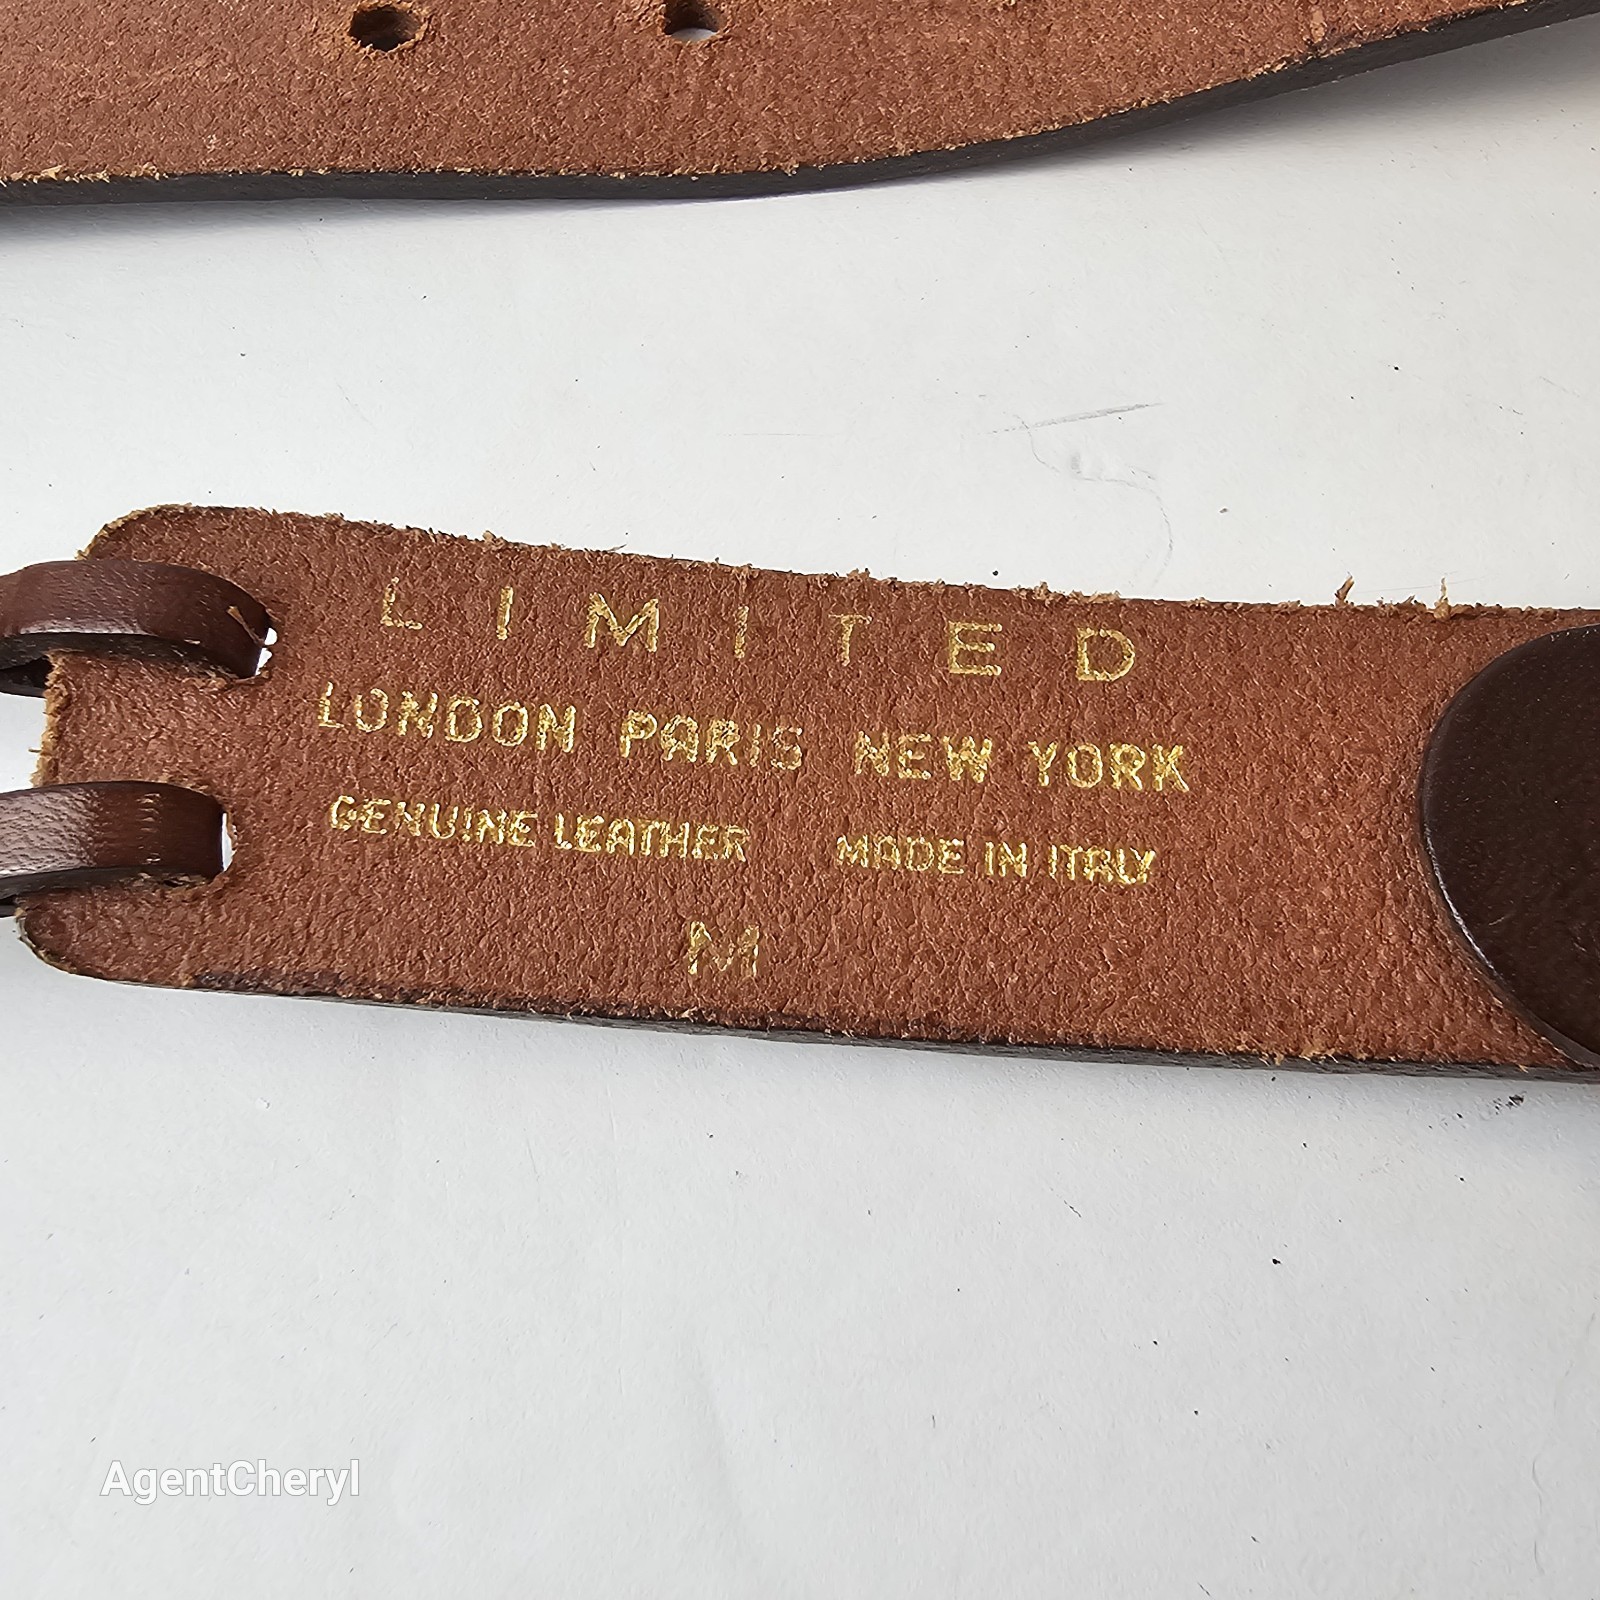 LIMITED
LONDON PARIS NEW YORK
GENUINE LEATHER MADE IN ITALY
M
AgentCheryl